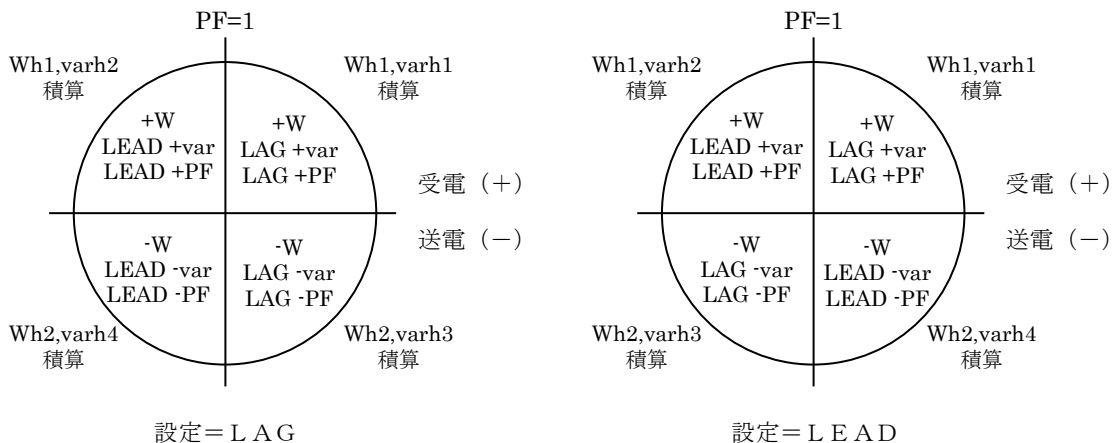 PF=1
Wh1,varh2
積算
Wh1,varh1
積算
+W
LEAD +var
LEAD +PF
+W
LAG +var
LAG +PF
受電（＋）
送電（－）
-W
LEAD -var
LEAD -PF
-W
LAG -var
LAG -PF
Wh2,varh4
積算
Wh2,varh3
積算
設定＝ＬＡＧ
PF=1
Wh1,varh2
積算
Wh1,varh1
積算
+W
LEAD +var
LEAD +PF
+W
LAG +var
LAG +PF
受電（＋）
送電（－）
-W
LAG -var
LAG -PF
-W
LEAD -var
LEAD -PF
Wh2,varh3
積算
Wh2,varh4
積算
設定＝ＬＥＡＤ